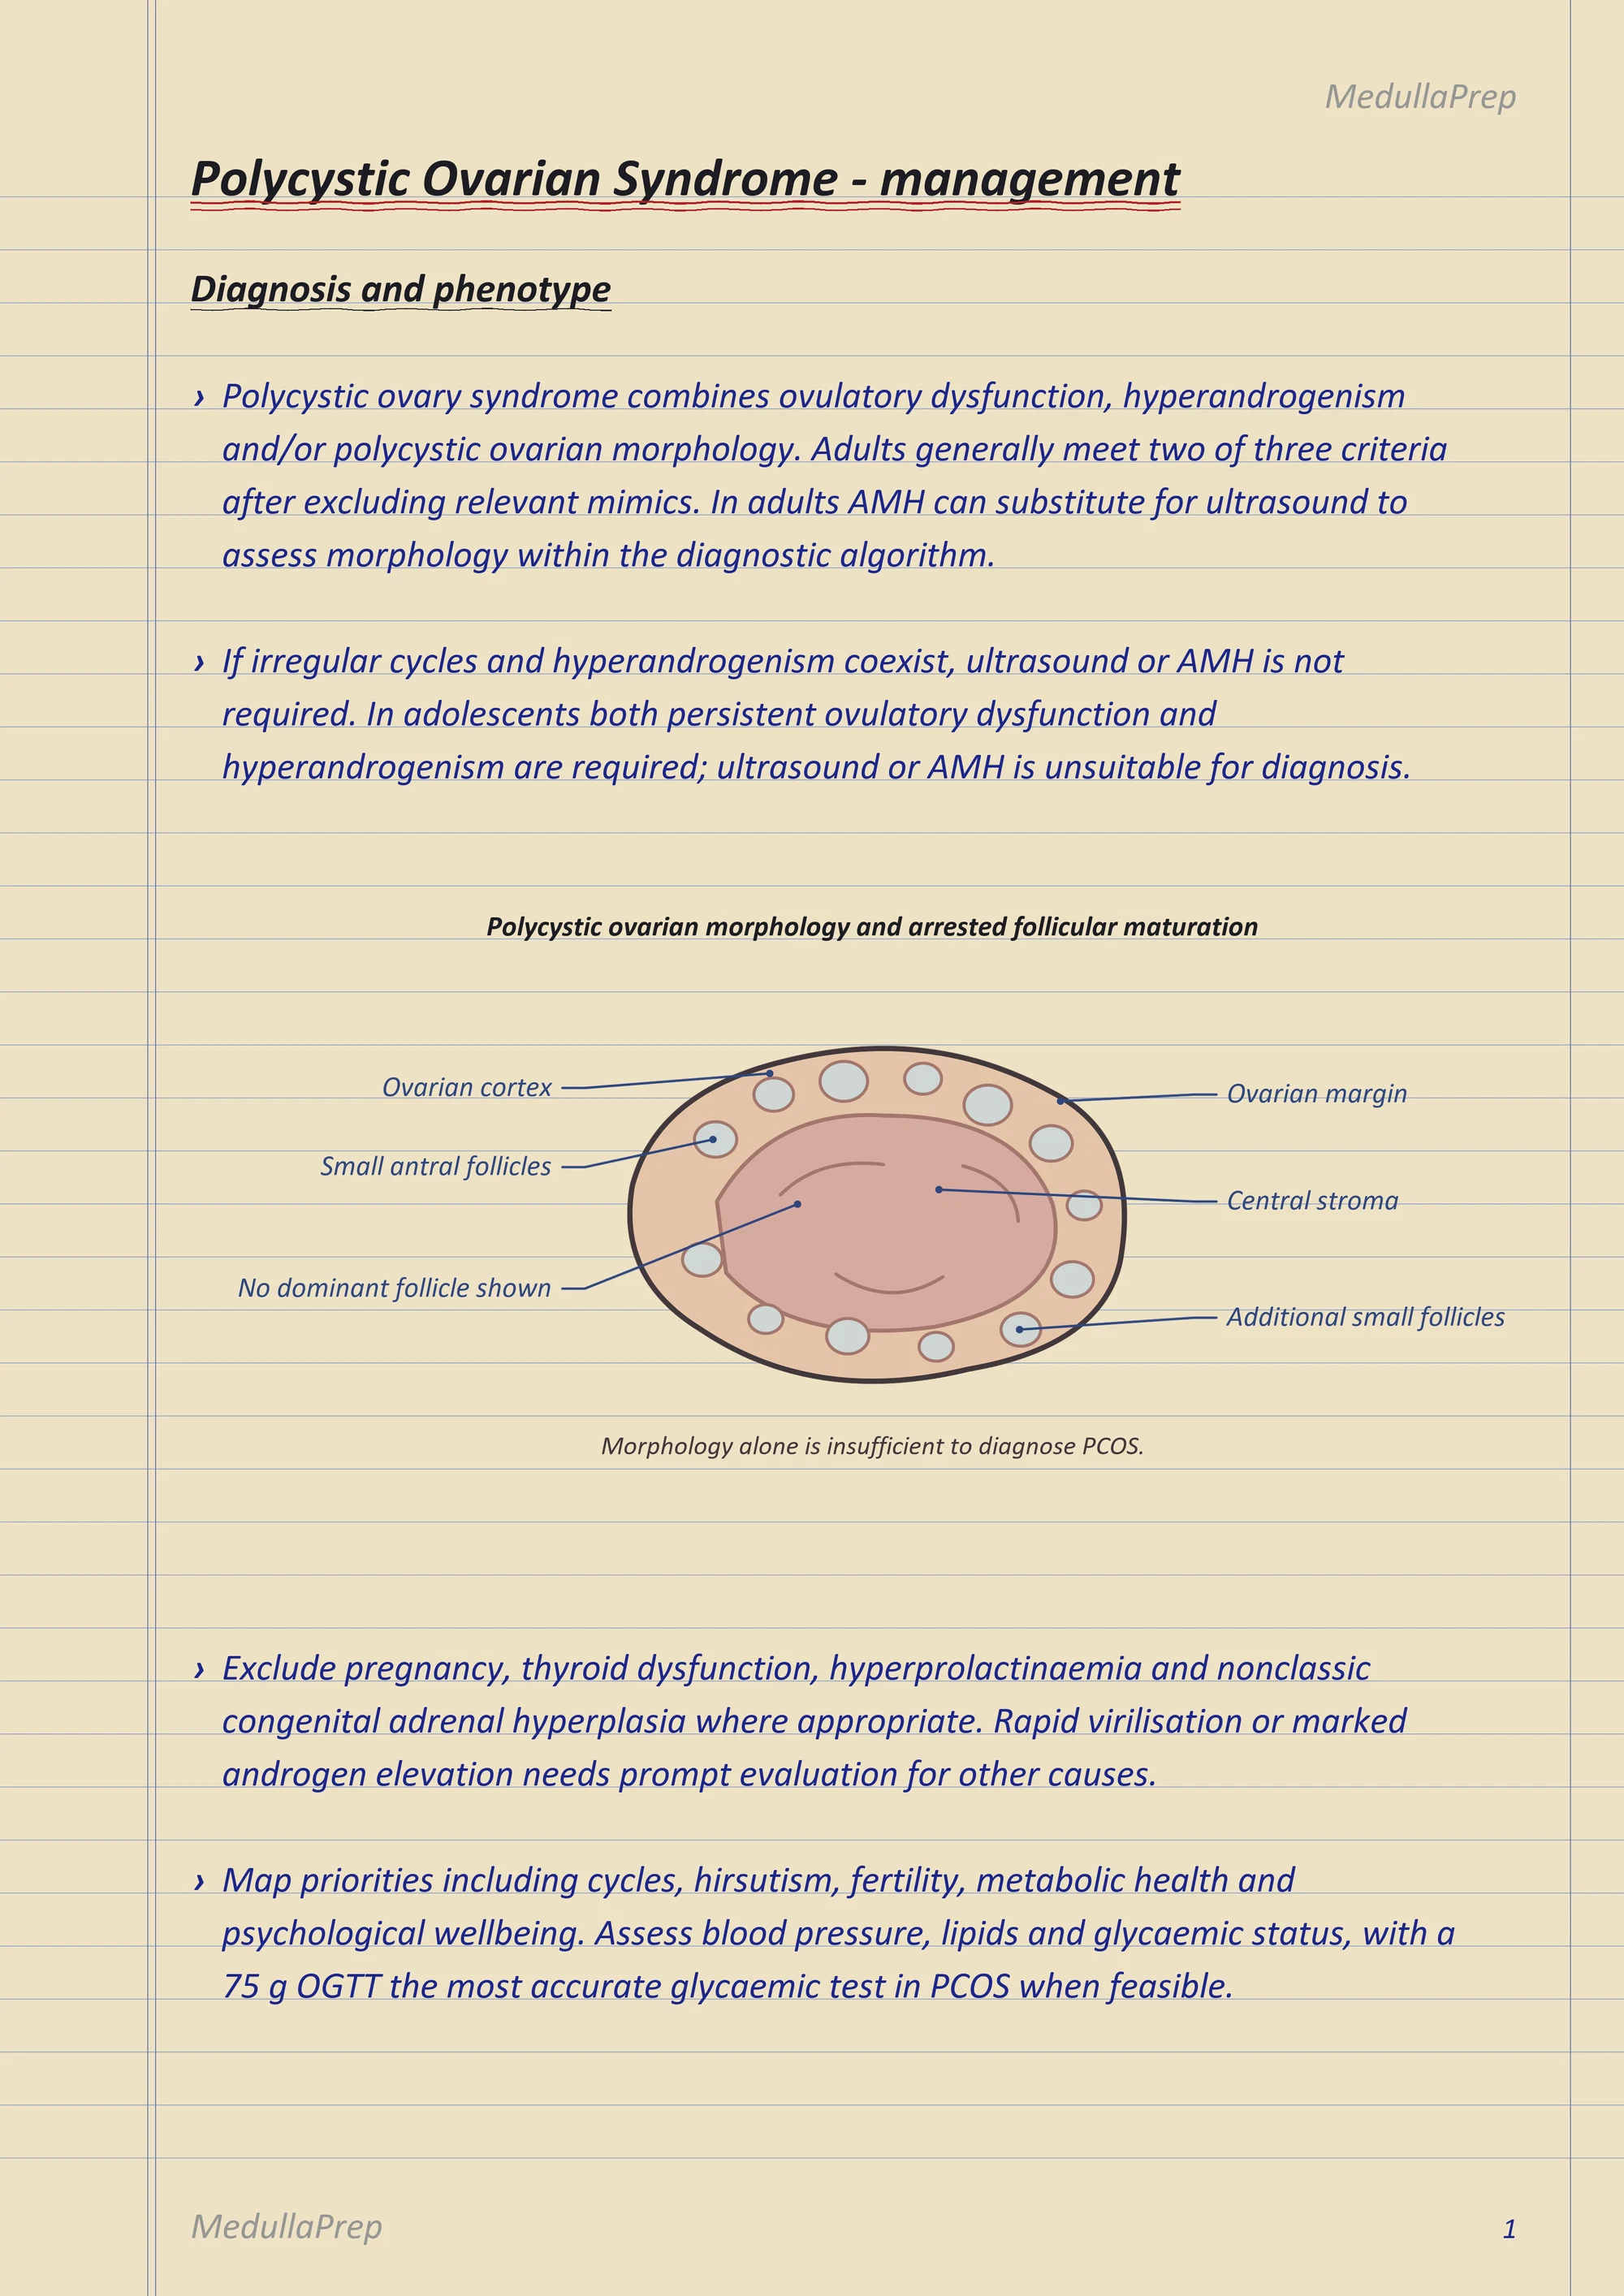 MedullaPrep
Polycystic Ovarian Syndrome - management
Diagnosis and phenotype
› Polycystic ovary syndrome combines ovulatory dysfunction, hyperandrogenism
and/or polycystic ovarian morphology. Adults generally meet two of three criteria
after excluding relevant mimics. In adults AMH can substitute for ultrasound to
assess morphology within the diagnostic algorithm.
› If irregular cycles and hyperandrogenism coexist, ultrasound or AMH is not
required. In adolescents both persistent ovulatory dysfunction and
hyperandrogenism are required; ultrasound or AMH is unsuitable for diagnosis.
Polycystic ovarian morphology and arrested follicular maturation
Ovarian cortex
Small antral follicles
No dominant follicle shown
Ovarian margin
Central stroma
Additional small follicles
Morphology alone is insufficient to diagnose PCOS.
› Exclude pregnancy, thyroid dysfunction, hyperprolactinaemia and nonclassic
congenital adrenal hyperplasia where appropriate. Rapid virilisation or marked
androgen elevation needs prompt evaluation for other causes.
› Map priorities including cycles, hirsutism, fertility, metabolic health and
psychological wellbeing. Assess blood pressure, lipids and glycaemic status, with a
75 g OGTT the most accurate glycaemic test in PCOS when feasible.
MedullaPrep
1